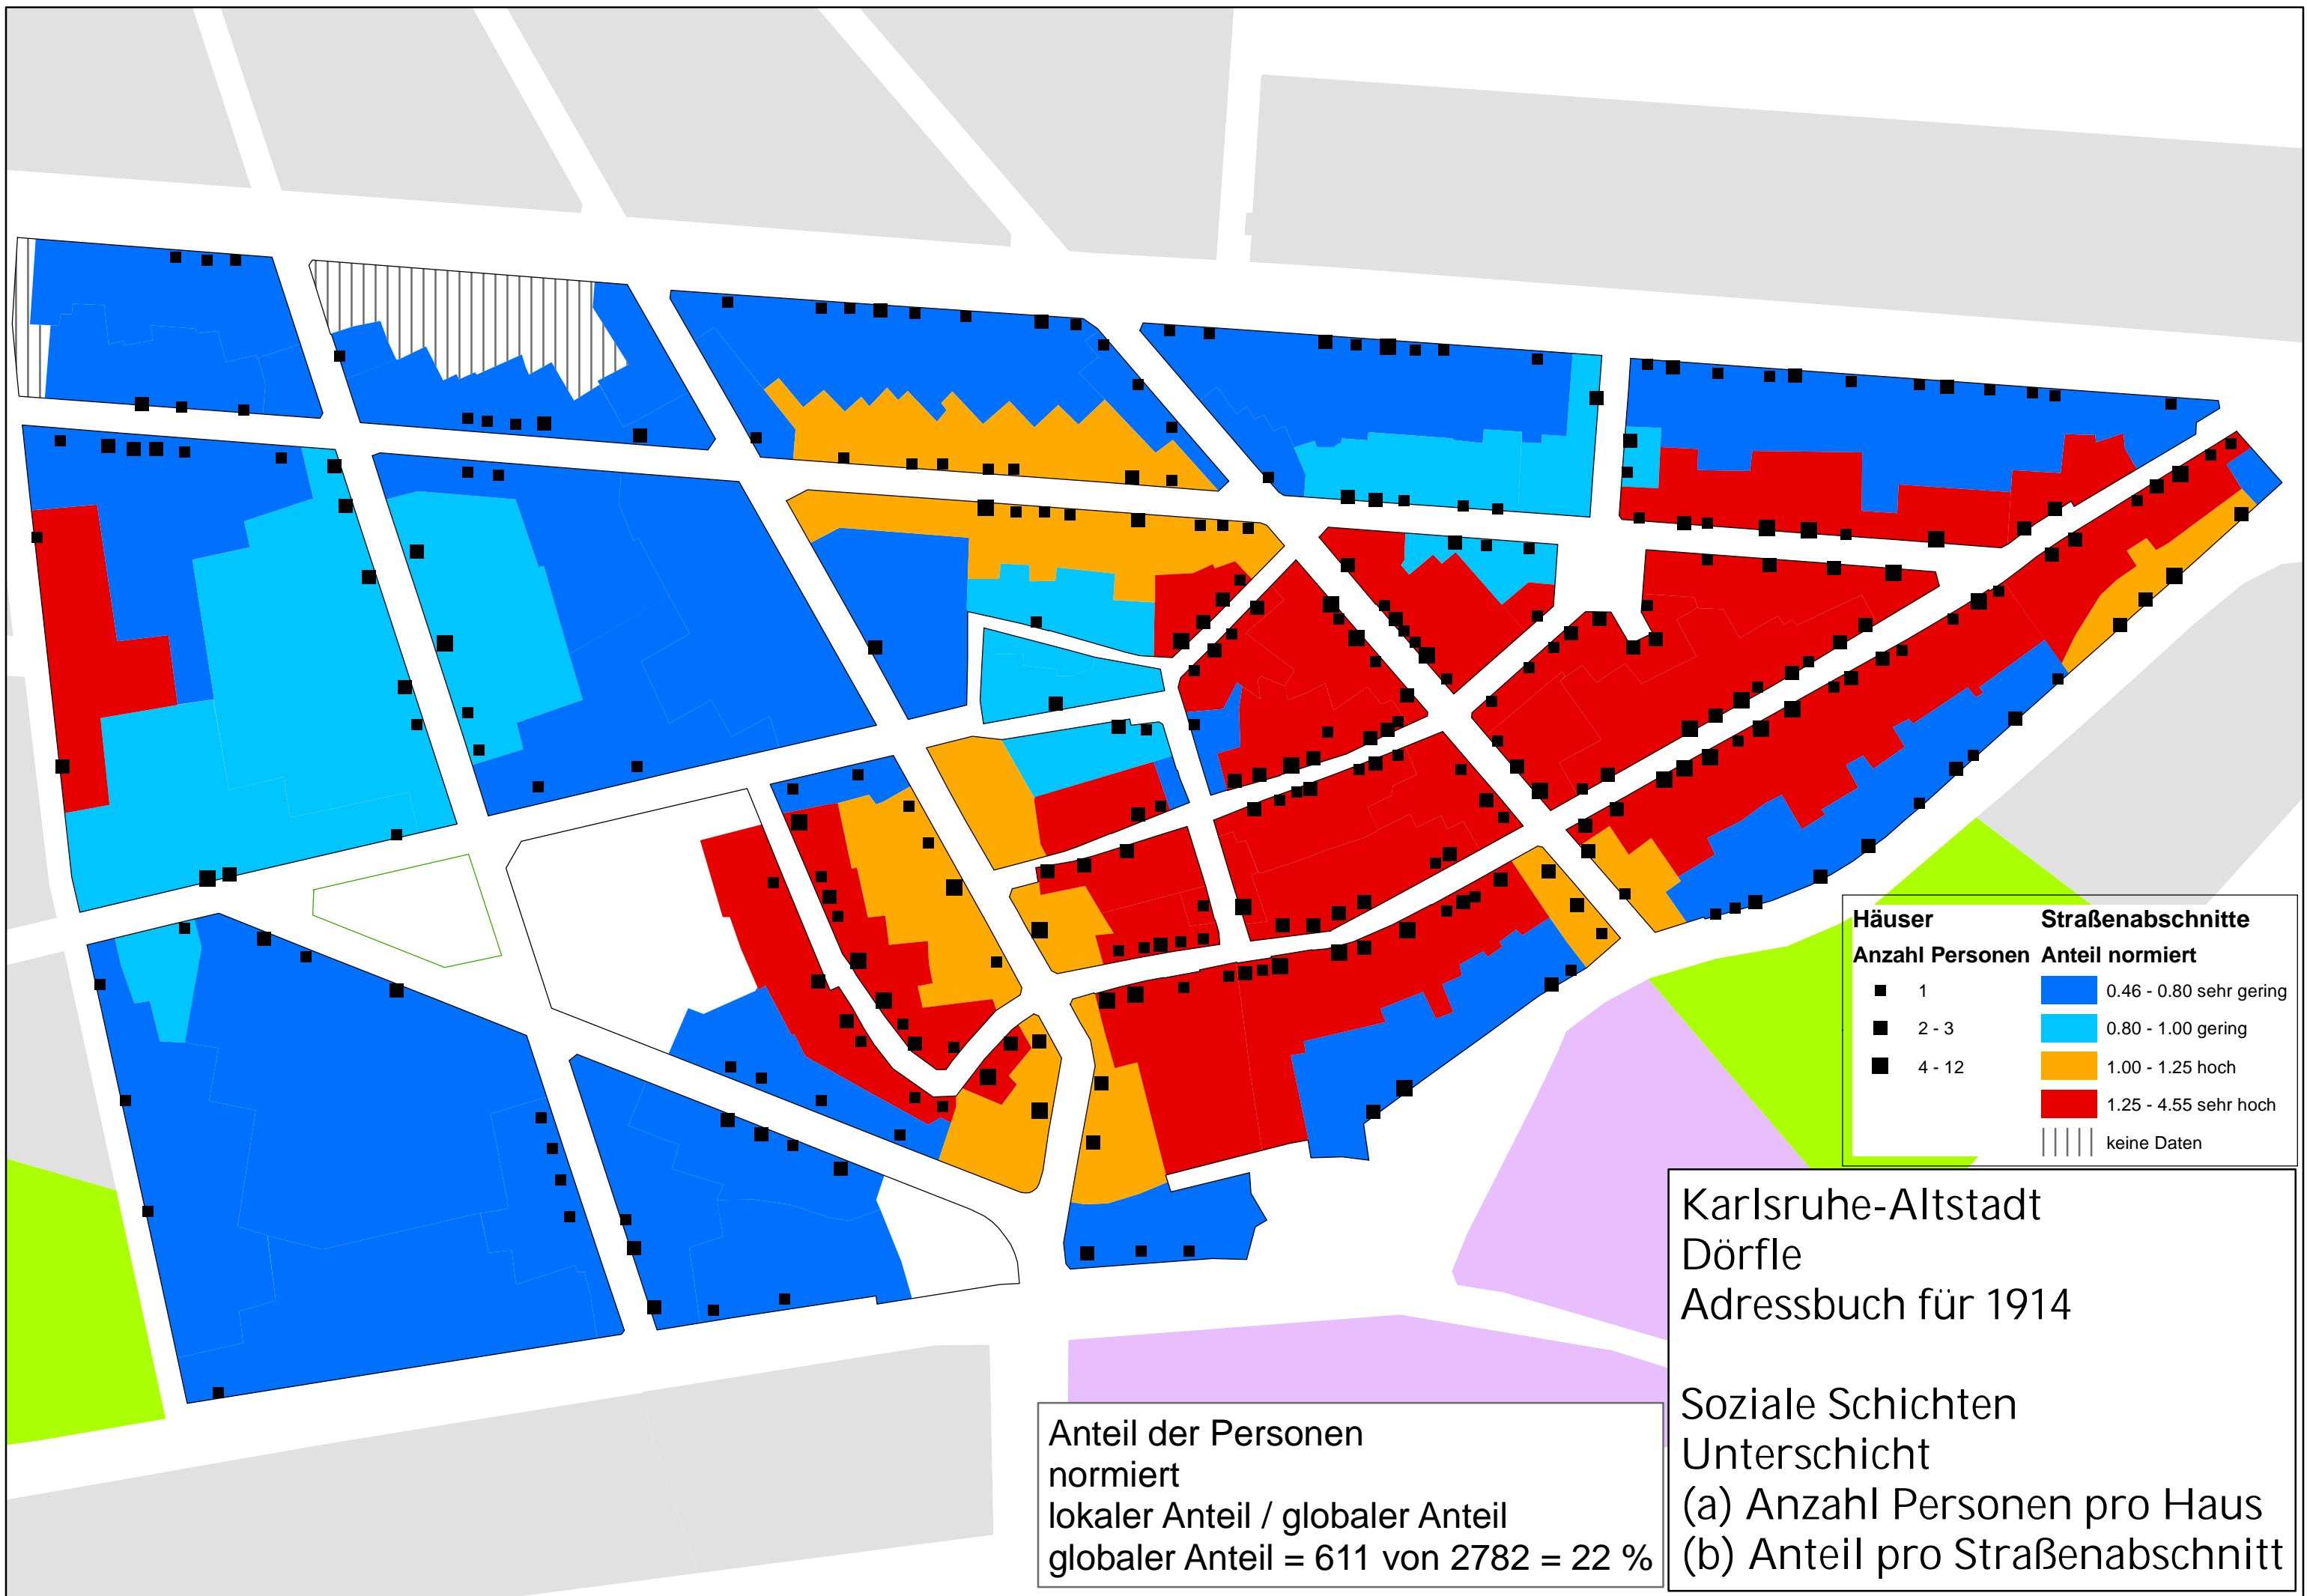 Häuser Straßenabschnitte
Anzahl Personen Anteil normiert
1 0.46 - 0.80 sehr gering
2 - 3 0.80 - 1.00 gering
4 - 12 1.00 - 1.25 hoch
1.25 - 4.55 sehr hoch
keine Daten
Karlsruhe-Altstadt
Dörfle
Adressbuch für 1914
Soziale Schichten
Unterschicht
(a) Anzahl Personen pro Haus
(b) Anteil pro Straßenabschnitt
Anteil der Personen
normiert
lokaler Anteil / globaler Anteil
globaler Anteil = 611 von 2782 = 22 %